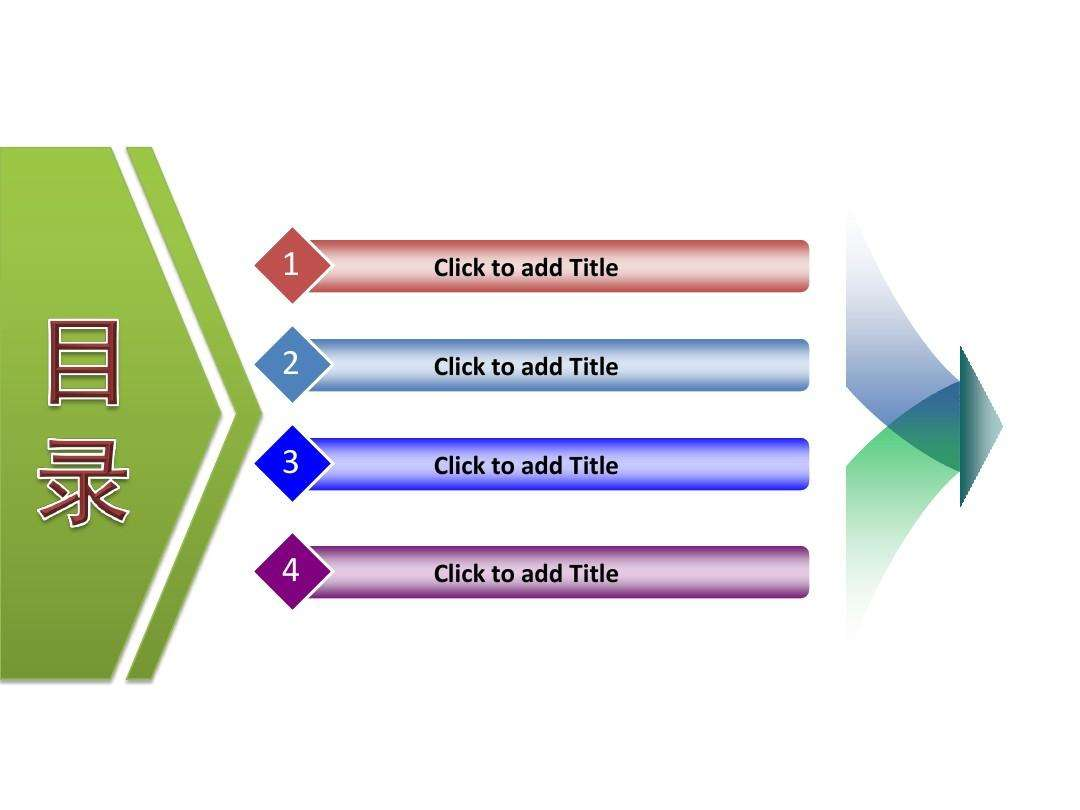 目
录
1 Click to add Title
2 Click to add Title
3 Click to add Title
4 Click to add Title